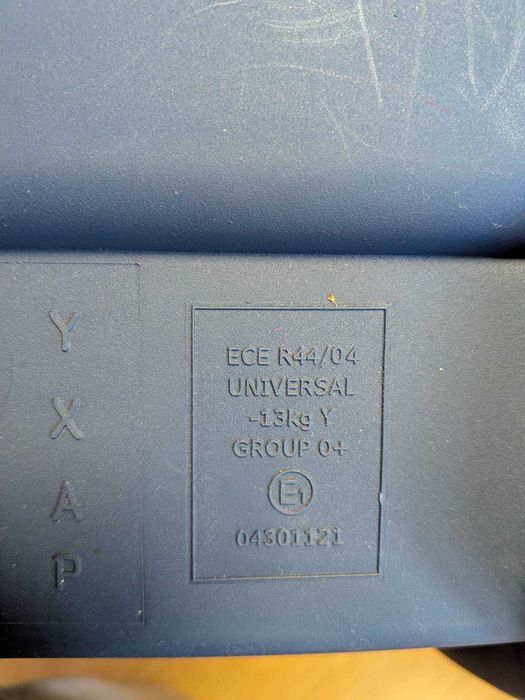 Y
X
A
P
ECE R44/04
UNIVERSAL
-13kg Y
GROUP 0+
E1
04301121